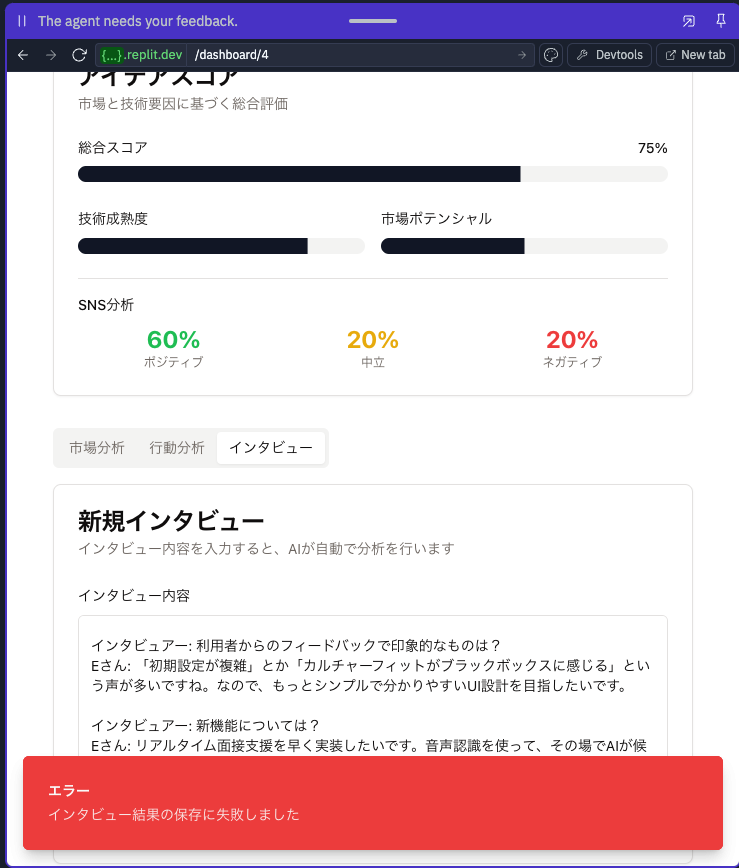 The agent needs your feedback.
{...}.replit.dev /dashboard/4 Devtools New tab
アイデアスコア
市場と技術要因に基づく総合評価
総合スコア 75%
技術成熟度 市場ポテンシャル
SNS分析
60% 20% 20%
ポジティブ 中立 ネガティブ
市場分析 行動分析 インタビュー
新規インタビュー
インタビュー内容を入力すると、AIが自動で分析を行います
インタビュー内容
インタビュアー: 利用者からのフィードバックで印象的なものは？
Eさん: 「初期設定が複雑」とか「カルチャーフィットがブラックボックスに感じる」とい
う声が多いですね。なので、もっとシンプルで分かりやすいUI設計を目指したいです。
インタビュアー: 新機能については？
Eさん: リアルタイム面接支援を早く実装したいです。音声認識を使って、その場でAIが候
エラー
インタビュー結果の保存に失敗しました